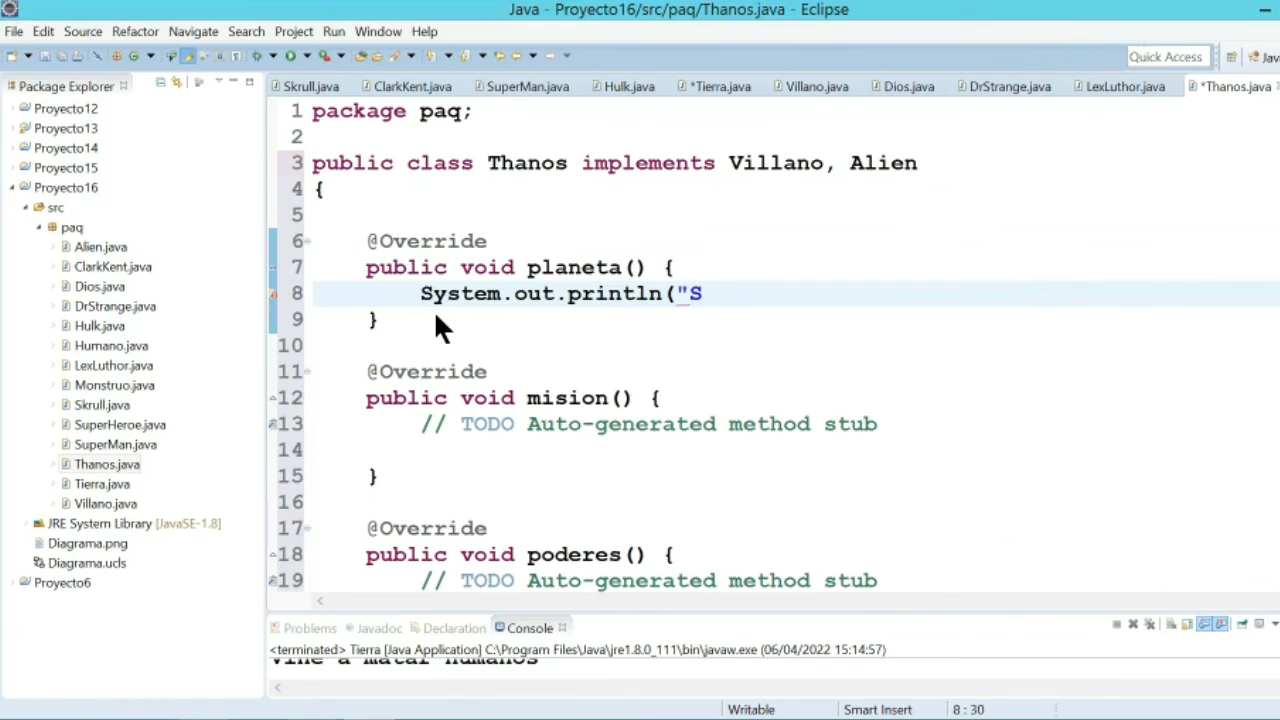 Java - Proyecto16/src/paq/Thanos.java - Eclipse
File Edit Source Refactor Navigate Search Project Run Window Help
Quick Access
Jav
Package Explorer
Skrull.java ClarkKent.java SuperMan.java Hulk.java *Tierra.java Villano.java Dios.java DrStrange.java LexLuthor.java *Thanos.java
Proyecto12
Proyecto13
Proyecto14
Proyecto15
Proyecto16
src
paq
Alien.java
ClarkKent.java
Dios.java
DrStrange.java
Hulk.java
Humano.java
LexLuthor.java
Monstruo.java
Skrull.java
SuperHeroe.java
SuperMan.java
Thanos.java
Tierra.java
Villano.java
JRE System Library [JavaSE-1.8]
Diagrama.png
Diagrama.ucls
Proyecto6
1 package paq;
2
3 public class Thanos implements Villano, Alien
4 {
5
6 @Override
7 public void planeta() {
8 System.out.println("S
9 }
10
11 @Override
12 public void mision() {
13 // TODO Auto-generated method stub
14
15 }
16
17 @Override
18 public void poderes() {
19 // TODO Auto-generated method stub
Problems Javadoc Declaration Console
<terminated> Tierra [Java Application] C:\Program Files\Java\jre1.8.0_111\bin\javaw.exe (06/04/2022 15:14:57)
vine a matar humanos
Writable Smart Insert 8 : 30